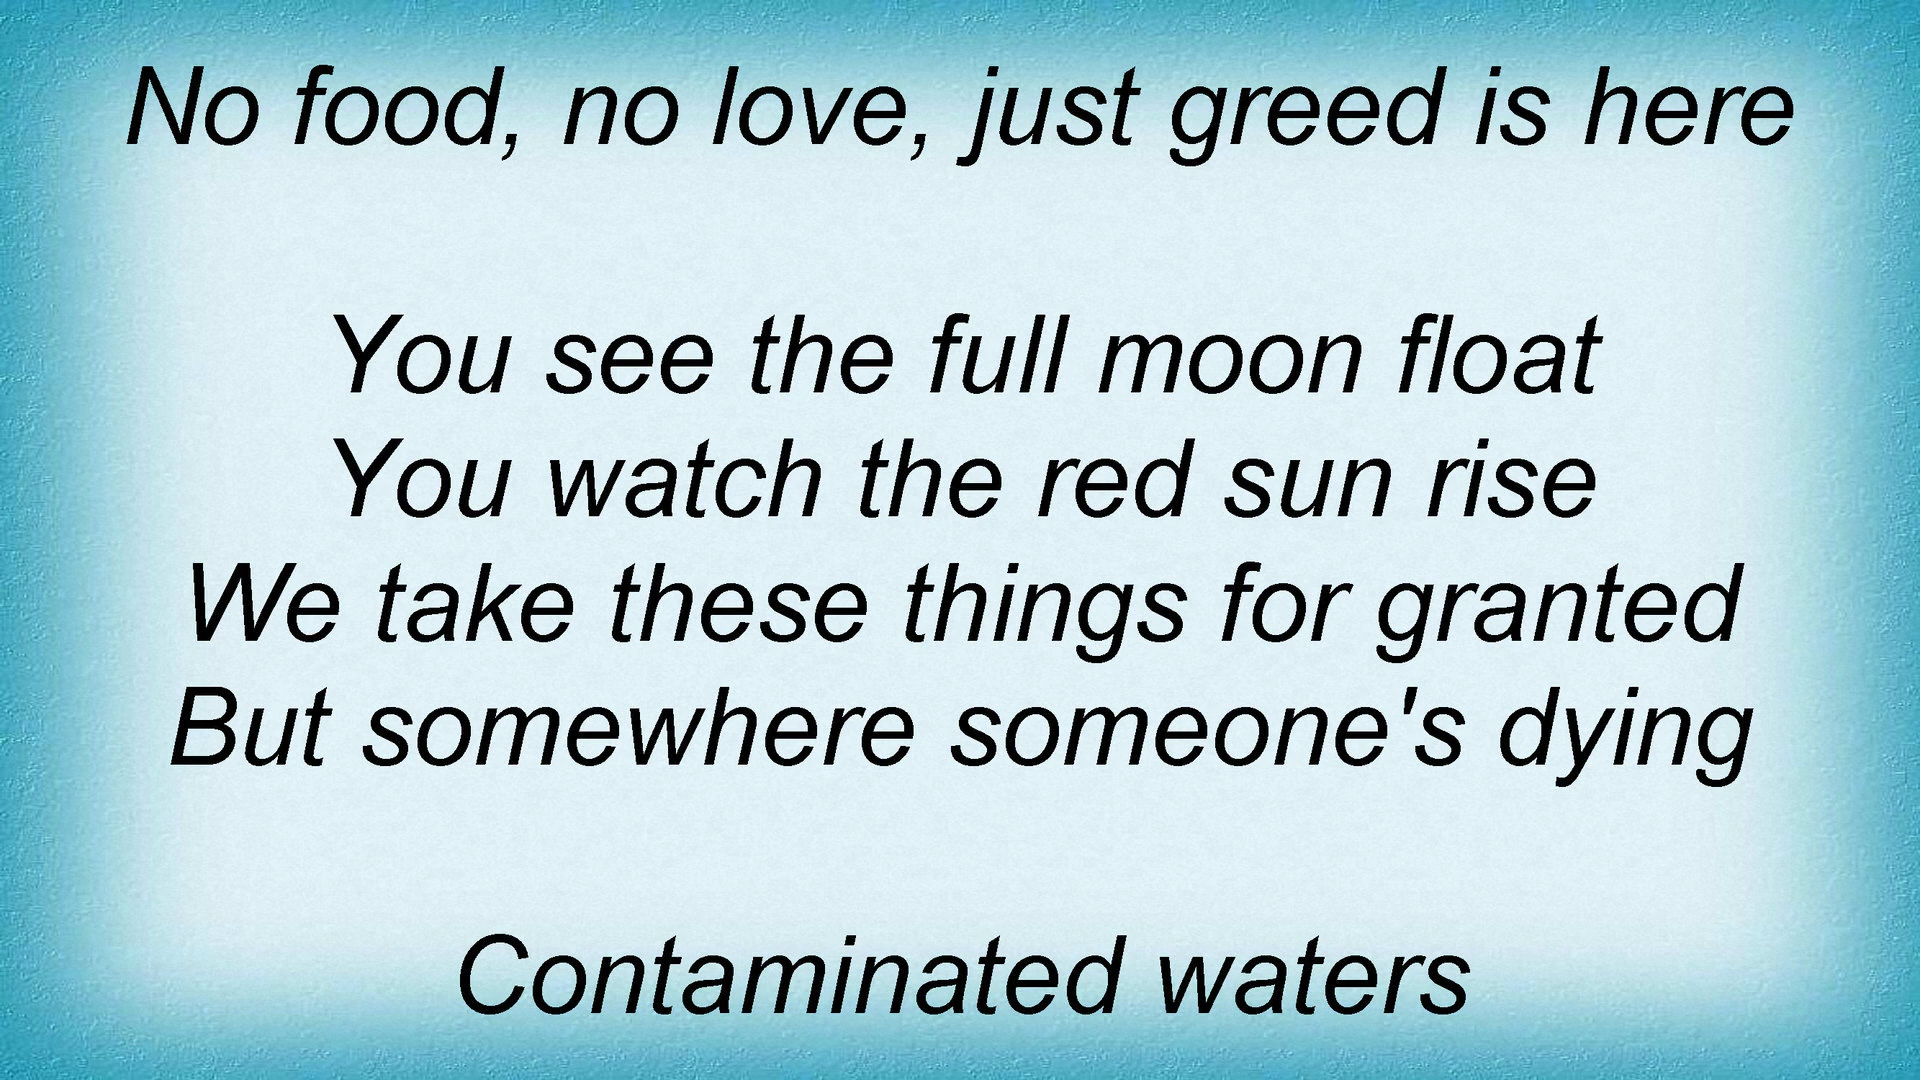 No food, no love, just greed is here
You see the full moon float
You watch the red sun rise
We take these things for granted
But somewhere someone's dying
Contaminated waters